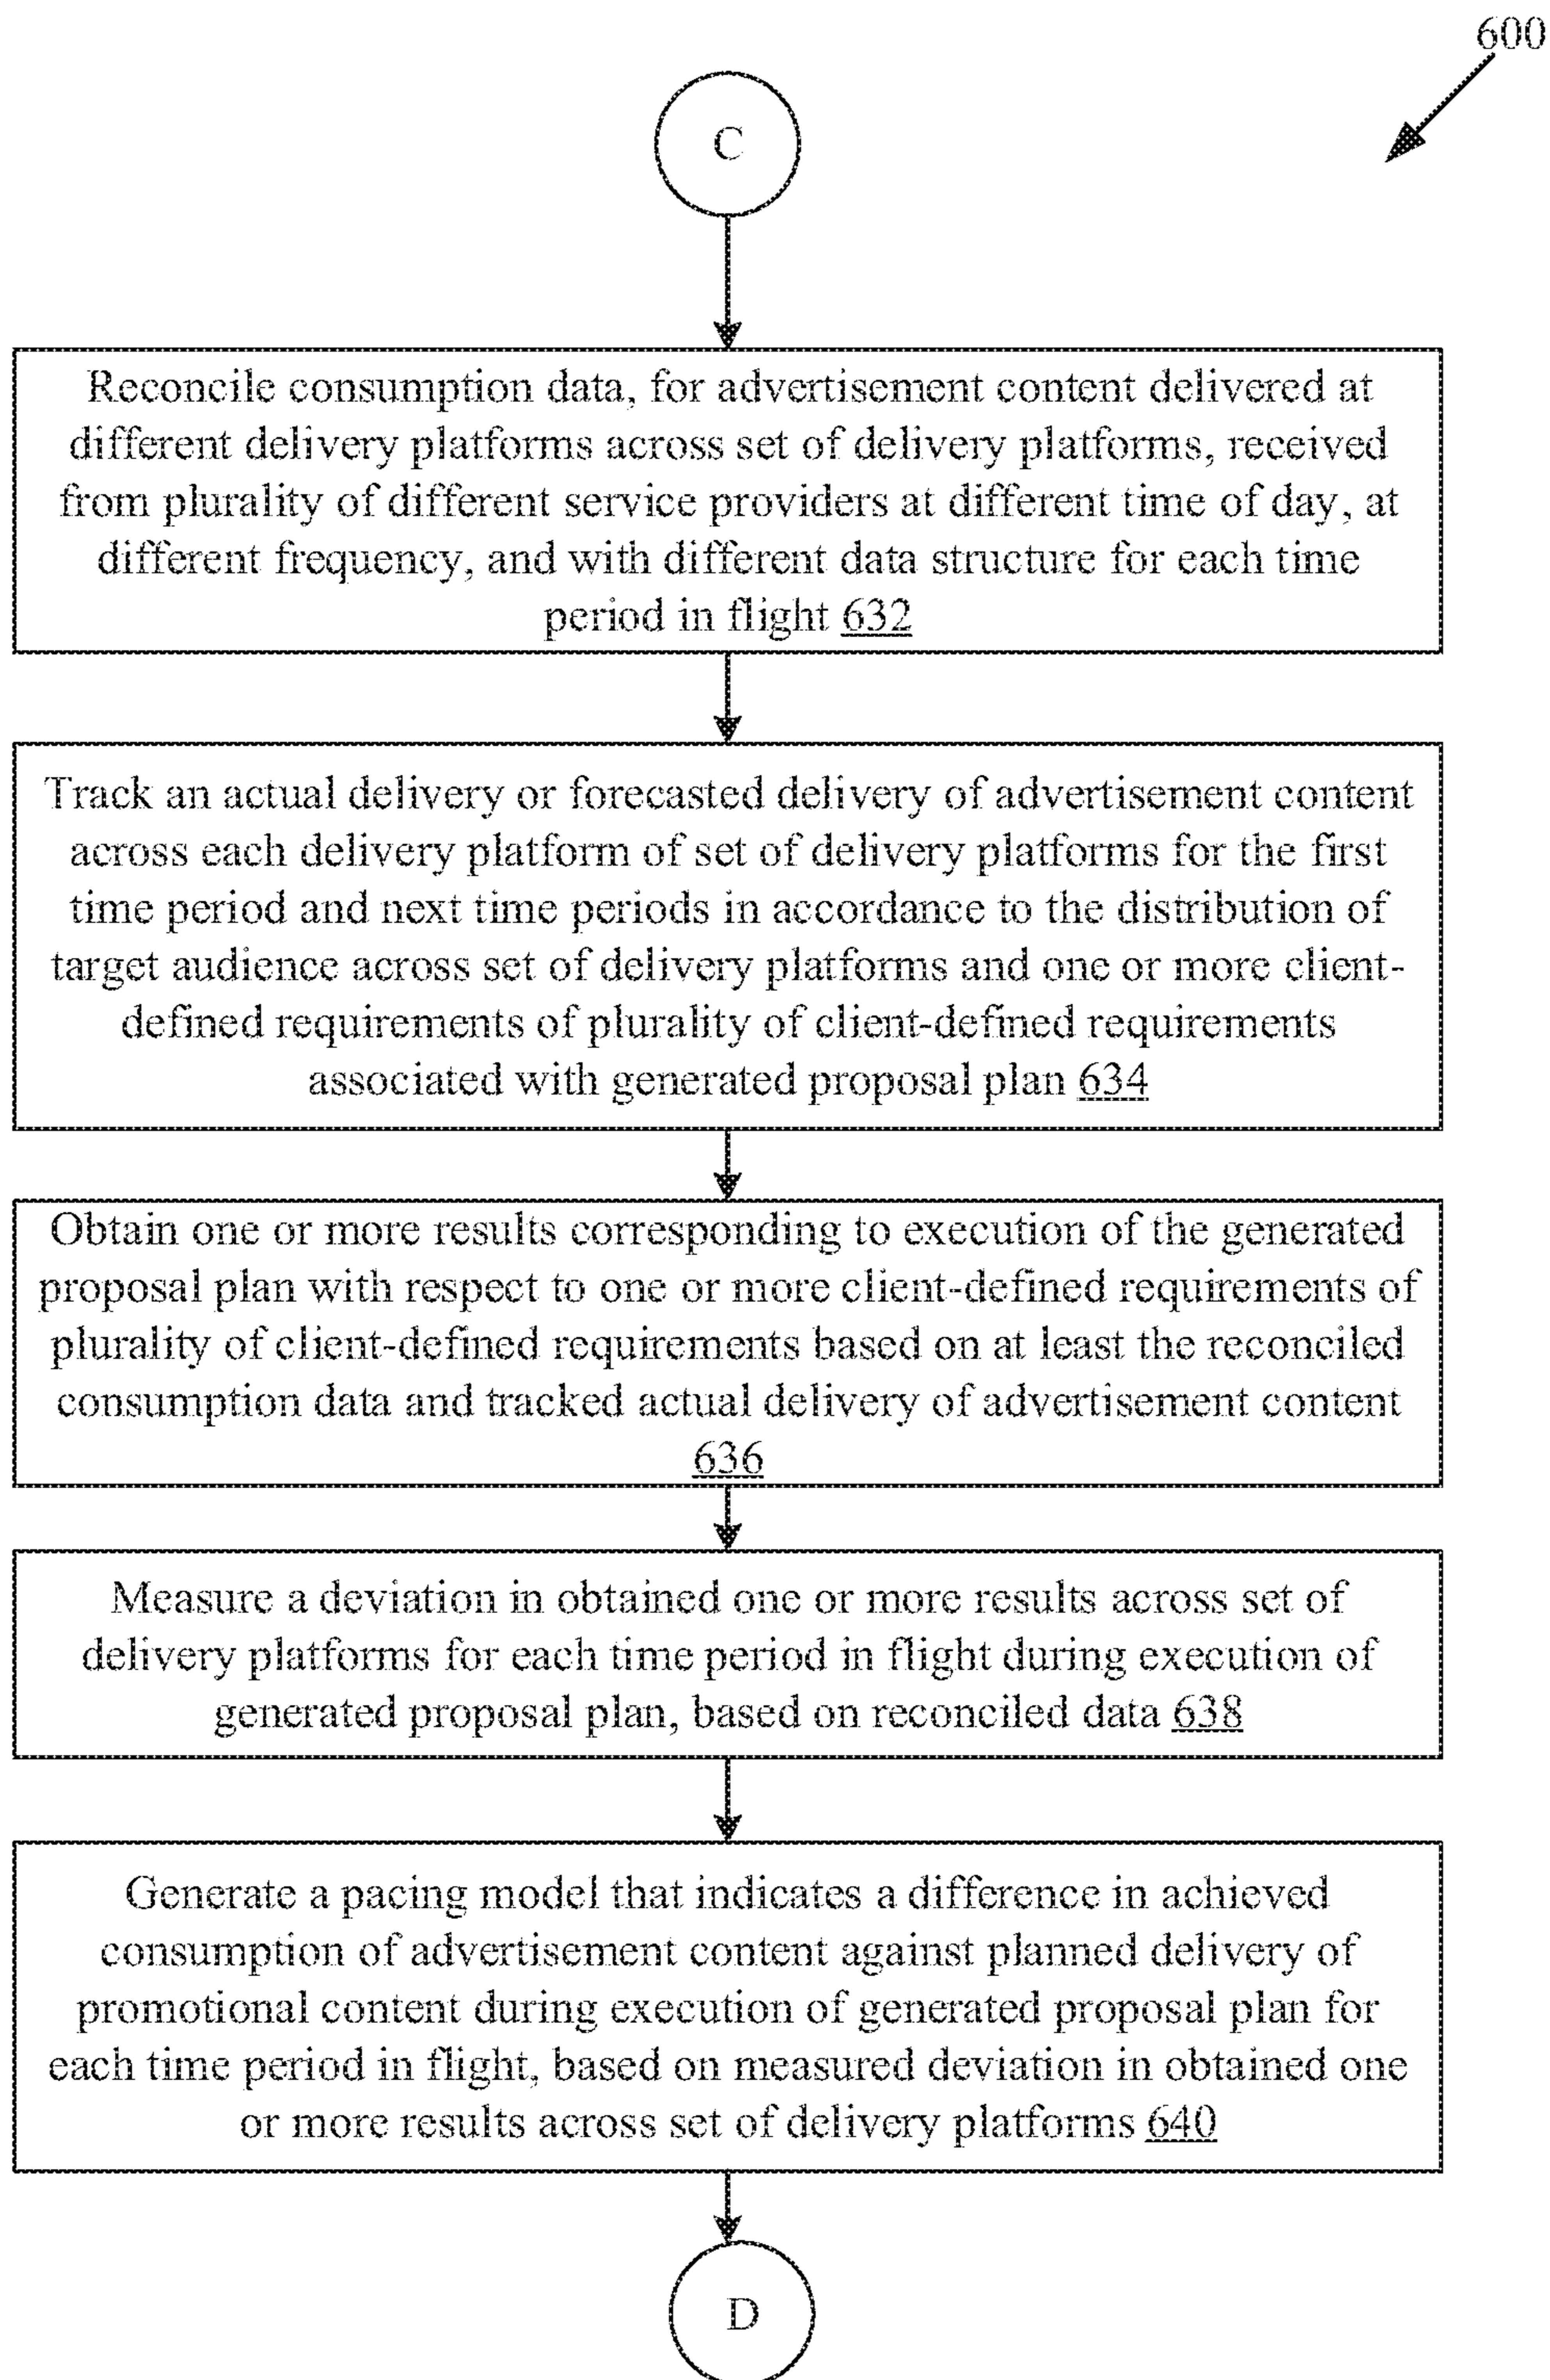 600
C
Reconcile consumption data, for advertisement content delivered at
different delivery platforms across set of delivery platforms, received
from plurality of different service providers at different time of day, at
different frequency, and with different data structure for each time
period in flight 632
Track an actual delivery or forecasted delivery of advertisement content
across each delivery platform of set of delivery platforms for the first
time period and next time periods in accordance to the distribution of
target audience across set of delivery platforms and one or more client-
defined requirements of plurality of client-defined requirements
associated with generated proposal plan 634
Obtain one or more results corresponding to execution of the generated
proposal plan with respect to one or more client-defined requirements of
plurality of client-defined requirements based on at least the reconciled
consumption data and tracked actual delivery of advertisement content
636
Measure a deviation in obtained one or more results across set of
delivery platforms for each time period in flight during execution of
generated proposal plan, based on reconciled data 638
Generate a pacing model that indicates a difference in achieved
consumption of advertisement content against planned delivery of
promotional content during execution of generated proposal plan for
each time period in flight, based on measured deviation in obtained one
or more results across set of delivery platforms 640
D